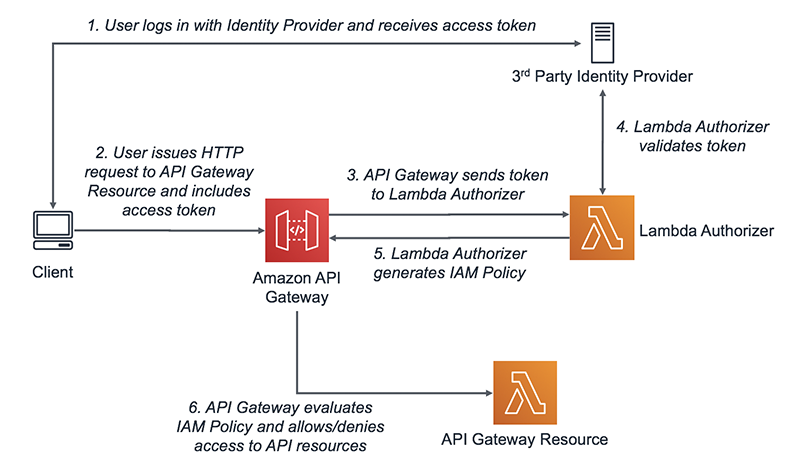 1. User logs in with Identity Provider and receives access token
3rd Party Identity Provider
4. Lambda Authorizer
validates token
2. User issues HTTP
request to API Gateway
Resource and includes
access token
3. API Gateway sends token
to Lambda Authorizer
</>
Lambda Authorizer
Client
5. Lambda Authorizer
generates IAM Policy
Amazon API
Gateway
6. API Gateway evaluates
IAM Policy and allows/denies
access to API resources
API Gateway Resource